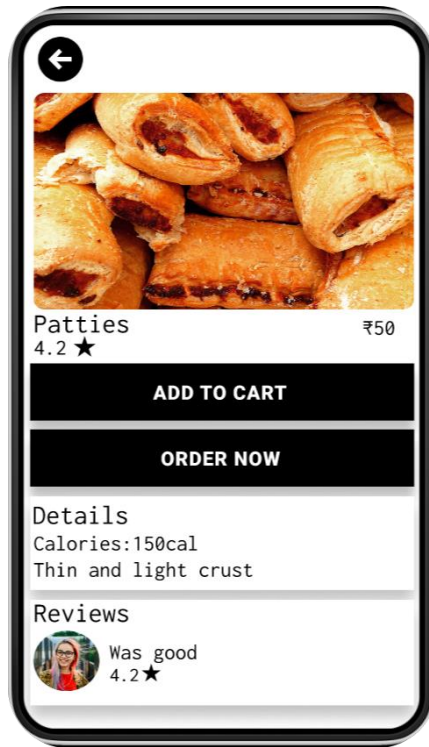 Patties
₹50
4.2 ★
ADD TO CART
ORDER NOW
Details
Calories:150cal
Thin and light crust
Reviews
Was good
4.2★